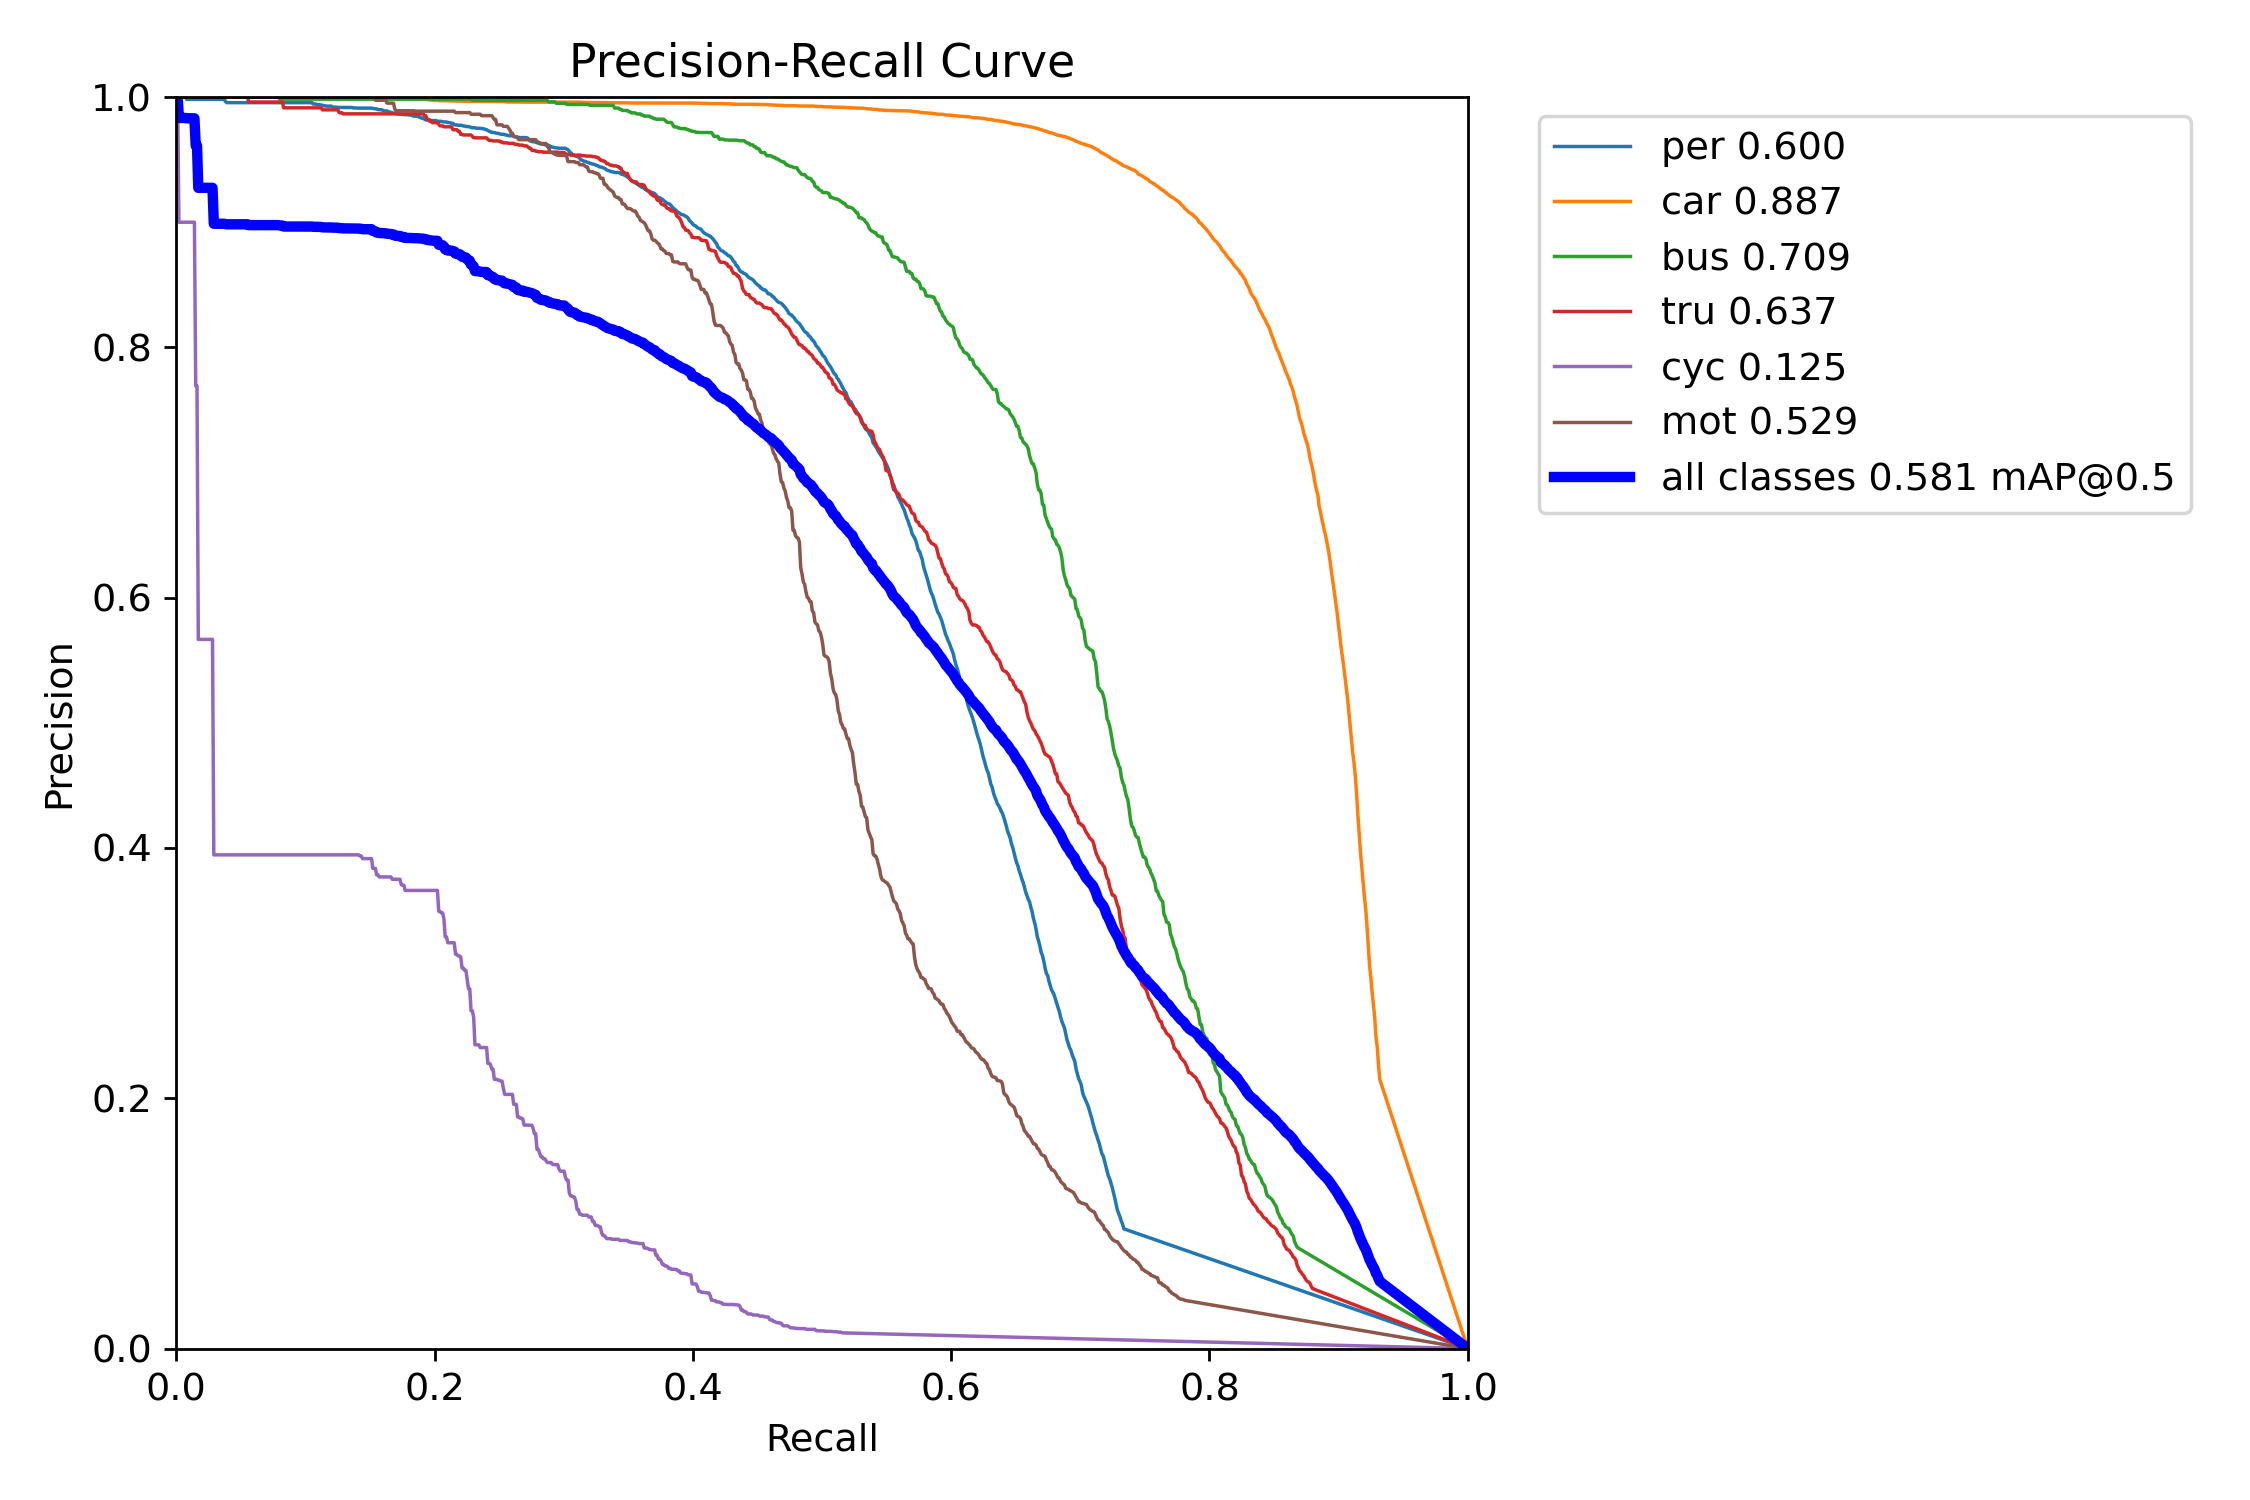 Precision-Recall Curve
1.0
0.8
0.6
0.4
0.2
0.0
Precision
0.0 0.2 0.4 0.6 0.8 1.0
Recall
per 0.600
car 0.887
bus 0.709
tru 0.637
cyc 0.125
mot 0.529
all classes 0.581 mAP@0.5